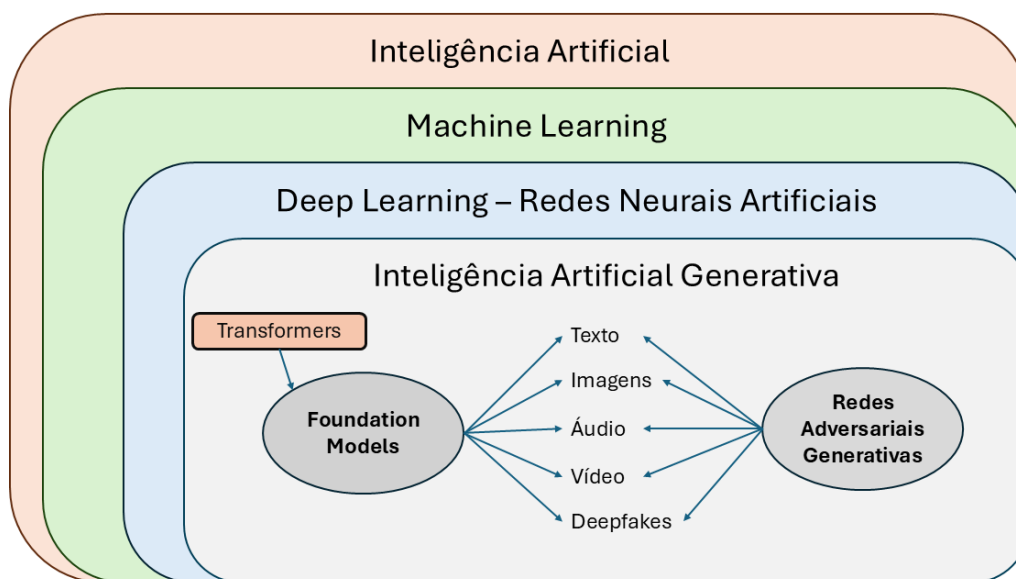 Inteligência Artificial
Machine Learning
Deep Learning – Redes Neurais Artificiais
Inteligência Artificial Generativa
Transformers
Foundation
Models
Texto
Imagens
Áudio
Vídeo
Deepfakes
Redes
Adversariais
Generativas